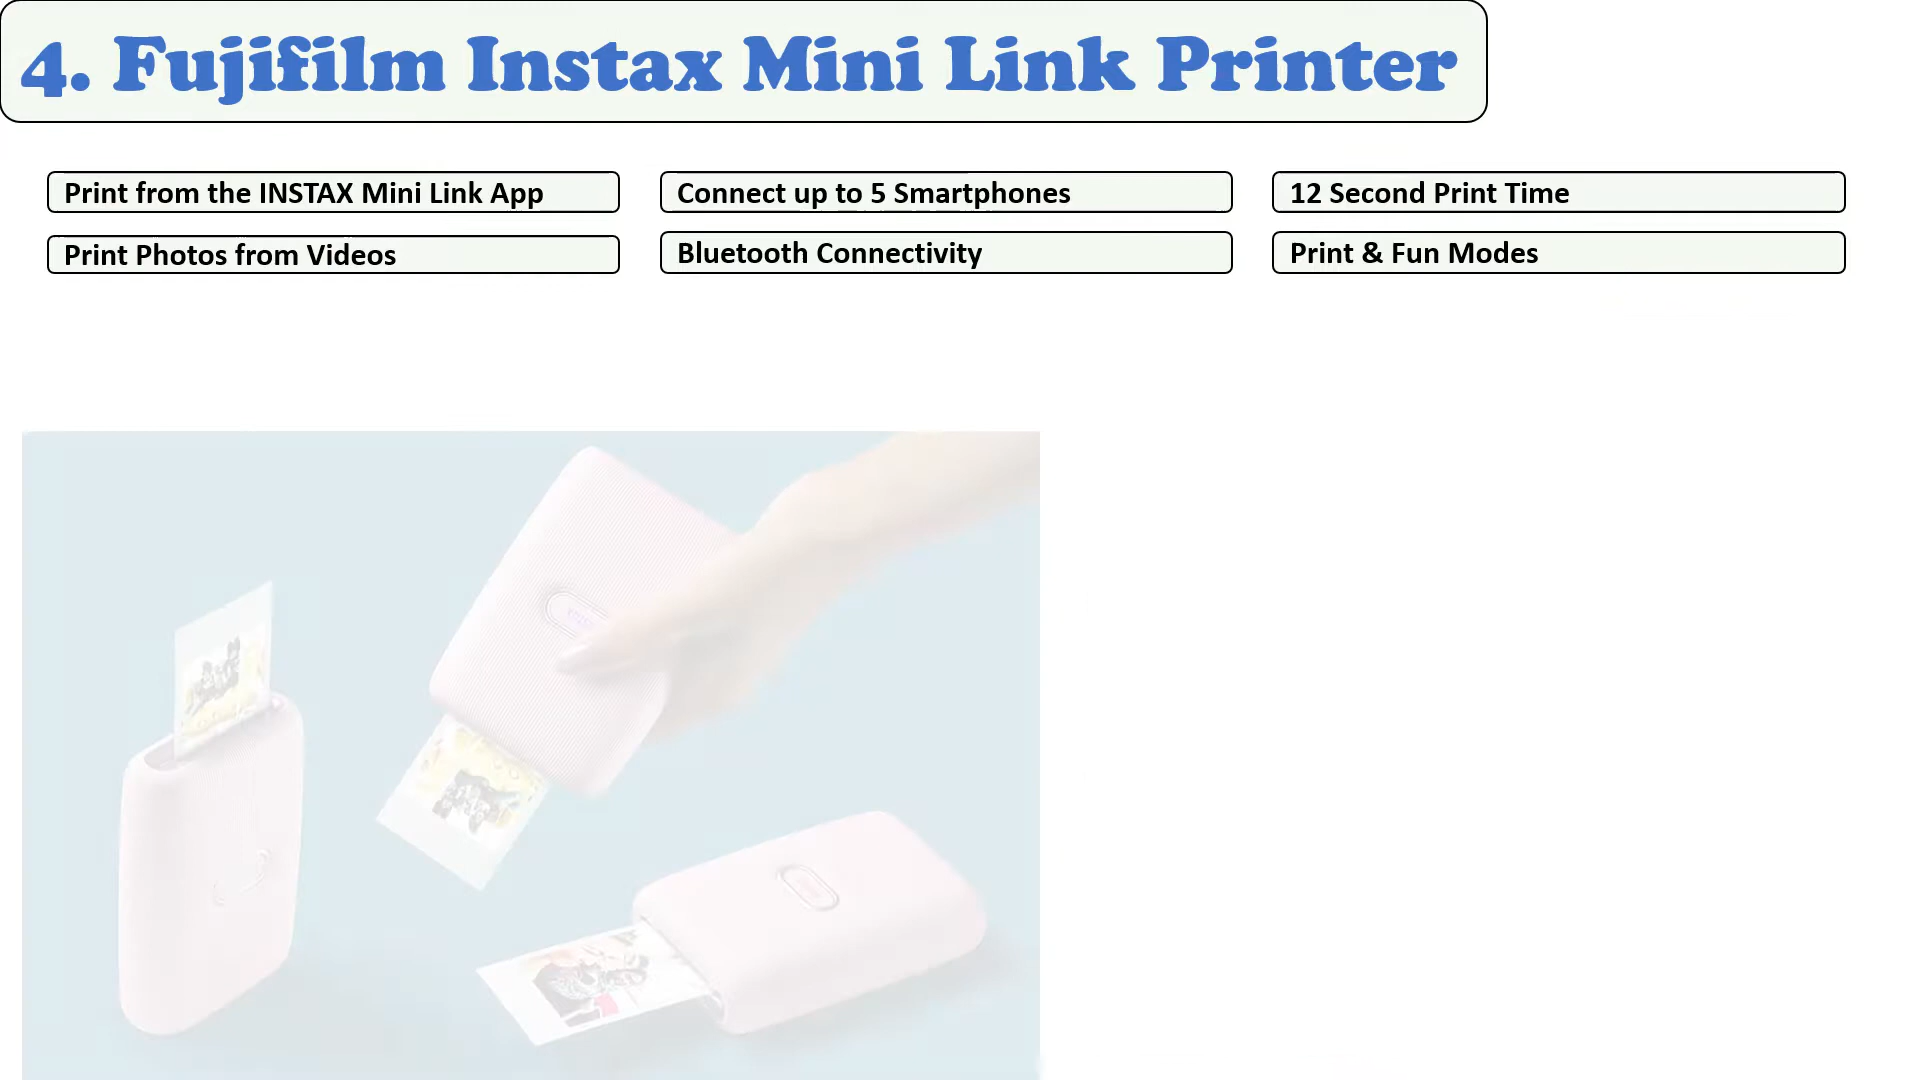 4. Fujifilm Instax Mini Link Printer
Print from the INSTAX Mini Link App
Connect up to 5 Smartphones
12 Second Print Time
Print Photos from Videos
Bluetooth Connectivity
Print & Fun Modes